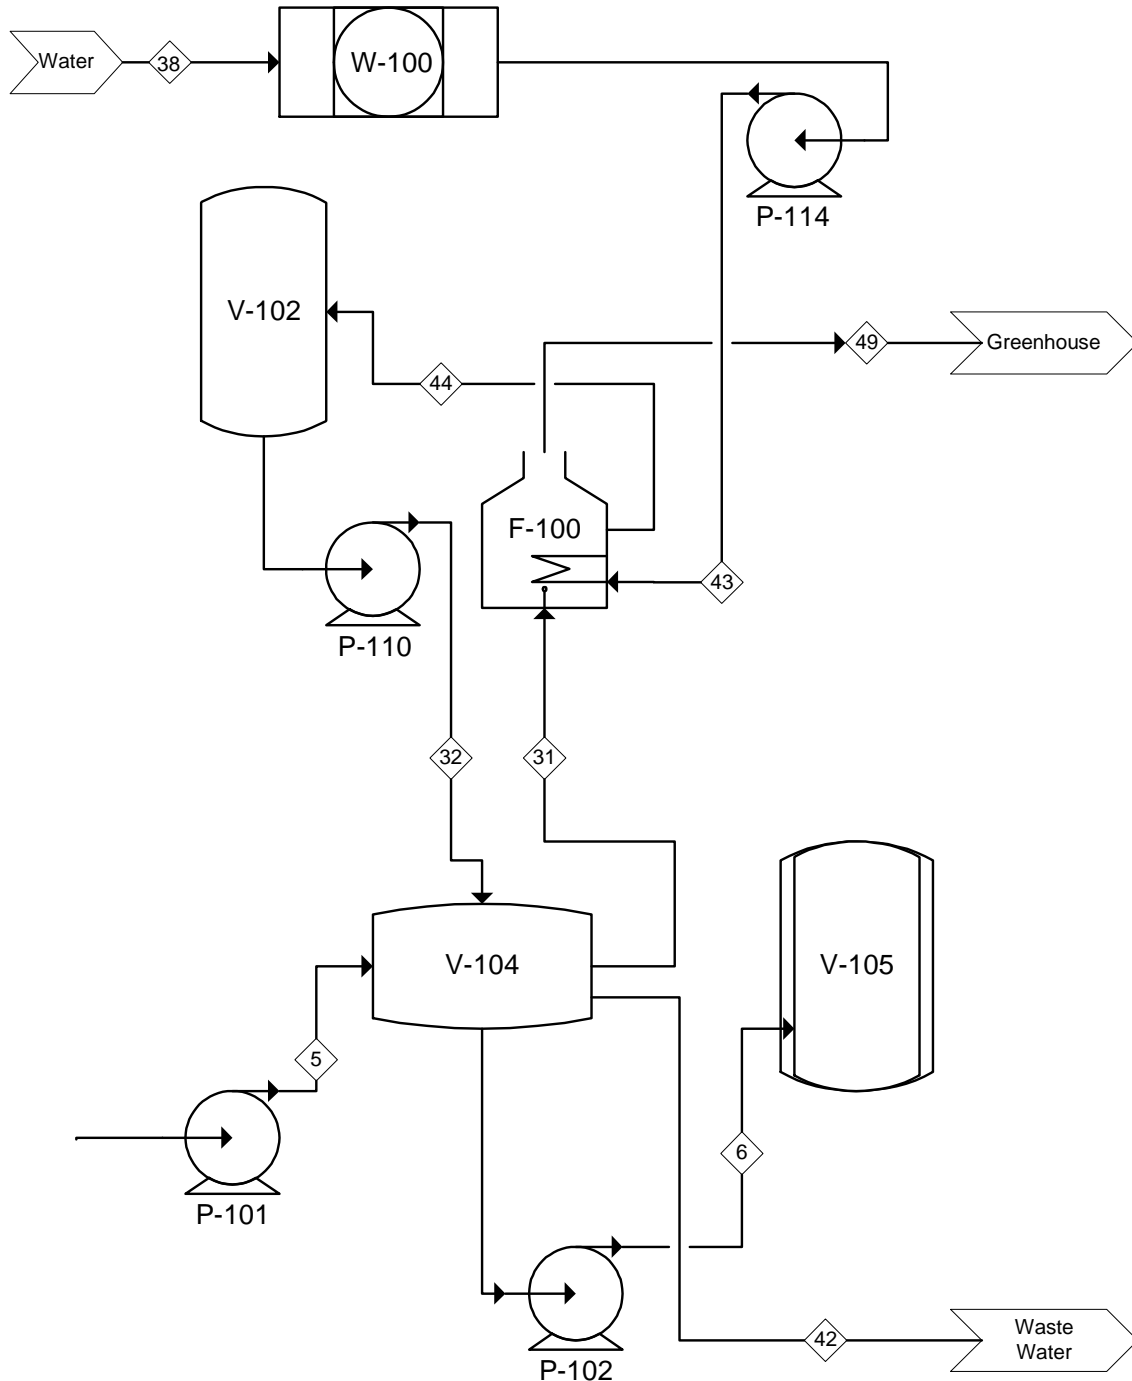 Water
38
W-100
P-114
V-102
49
Greenhouse
44
F-100
43
P-110
32
31
V-104
V-105
5
6
P-101
42
Waste
Water
P-102